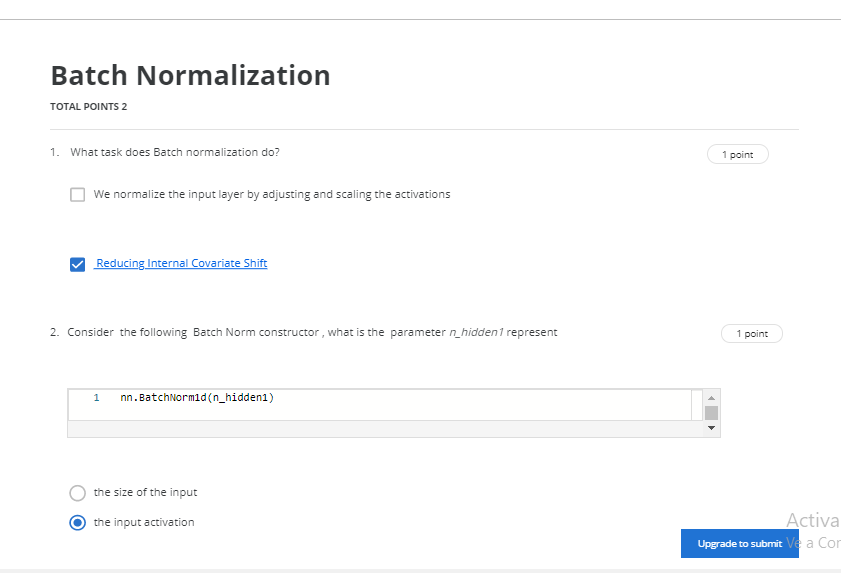 Batch Normalization
TOTAL POINTS 2
1. What task does Batch normalization do?
1 point
We normalize the input layer by adjusting and scaling the activations
Reducing Internal Covariate Shift
2. Consider the following Batch Norm constructor , what is the parameter n_hidden1 represent
1 point
1 nn.BatchNorm1d(n_hidden1)
the size of the input
the input activation
Activa
Upgrade to submit